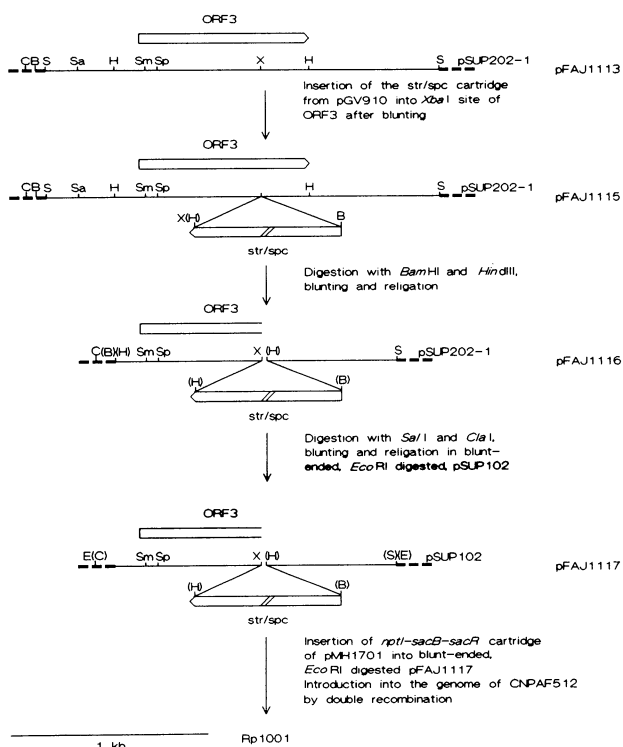 ORF3
CB S Sa H Sm Sp X H S pSUP202-1 pFAJ1113
Insertion of the str/spc cartridge
from pGV910 into XbaI site of
ORF3 after blunting
ORF3
CB S Sa H Sm Sp H S pSUP202-1 pFAJ1115
X(H) B
str/spc
Digestion with BamHI and HindIII,
blunting and religation
ORF3
C(B)(H) Sm Sp X (H) S pSUP202-1 pFAJ1116
(H) (B)
str/spc
Digestion with SalI and ClaI,
blunting and religation in blunt-
ended, EcoRI digested, pSUP102
ORF3
E(C) Sm Sp X (H) (S)(E) pSUP102 pFAJ1117
(H) (B)
str/spc
Insertion of nptI-sacB-sacR cartridge
of pMH1701 into blunt-ended,
EcoRI digested pFAJ1117
Introduction into the genome of CNPAF512
by double recombination
1 kb Rp1001